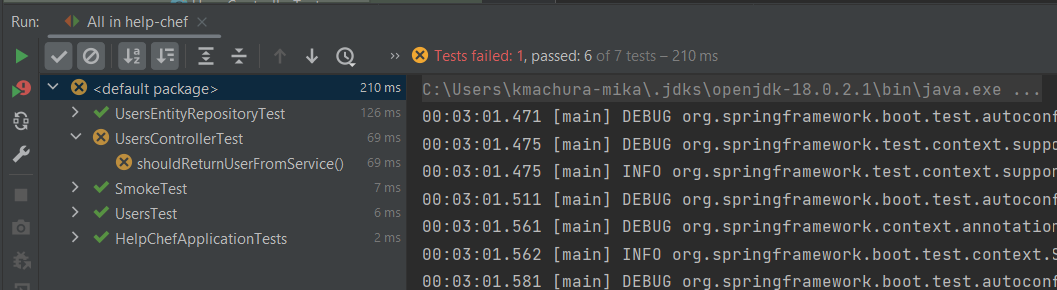 Run: All in help-chef
Tests failed: 1, passed: 6 of 7 tests – 210 ms
<default package> 210 ms
UsersEntityRepositoryTest 126 ms
UsersControllerTest 69 ms
shouldReturnUserFromService() 69 ms
SmokeTest 7 ms
UsersTest 6 ms
HelpChefApplicationTests 2 ms
C:\Users\kmachura-mika\.jdks\openjdk-18.0.2.1\bin\java.exe ...
00:03:01.471 [main] DEBUG org.springframework.boot.test.autoconf
00:03:01.475 [main] DEBUG org.springframework.test.context.suppo
00:03:01.475 [main] INFO org.springframework.test.context.suppor
00:03:01.511 [main] DEBUG org.springframework.boot.test.autoconf
00:03:01.561 [main] DEBUG org.springframework.context.annotation
00:03:01.562 [main] INFO org.springframework.boot.test.context.S
00:03:01.581 [main] DEBUG org.springframework.boot.test.autoconf